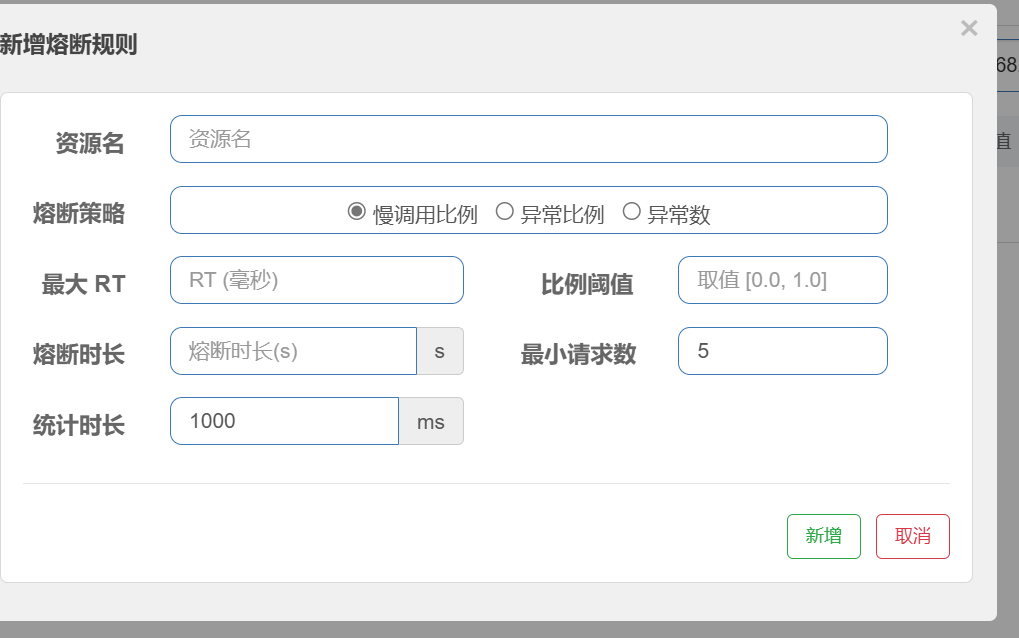 新增熔断规则
×
68
值
资源名 资源名
熔断策略 慢调用比例 异常比例 异常数
最大 RT RT (毫秒) 比例阈值 取值 [0.0, 1.0]
熔断时长 熔断时长(s) s 最小请求数 5
统计时长 1000 ms
新增 取消